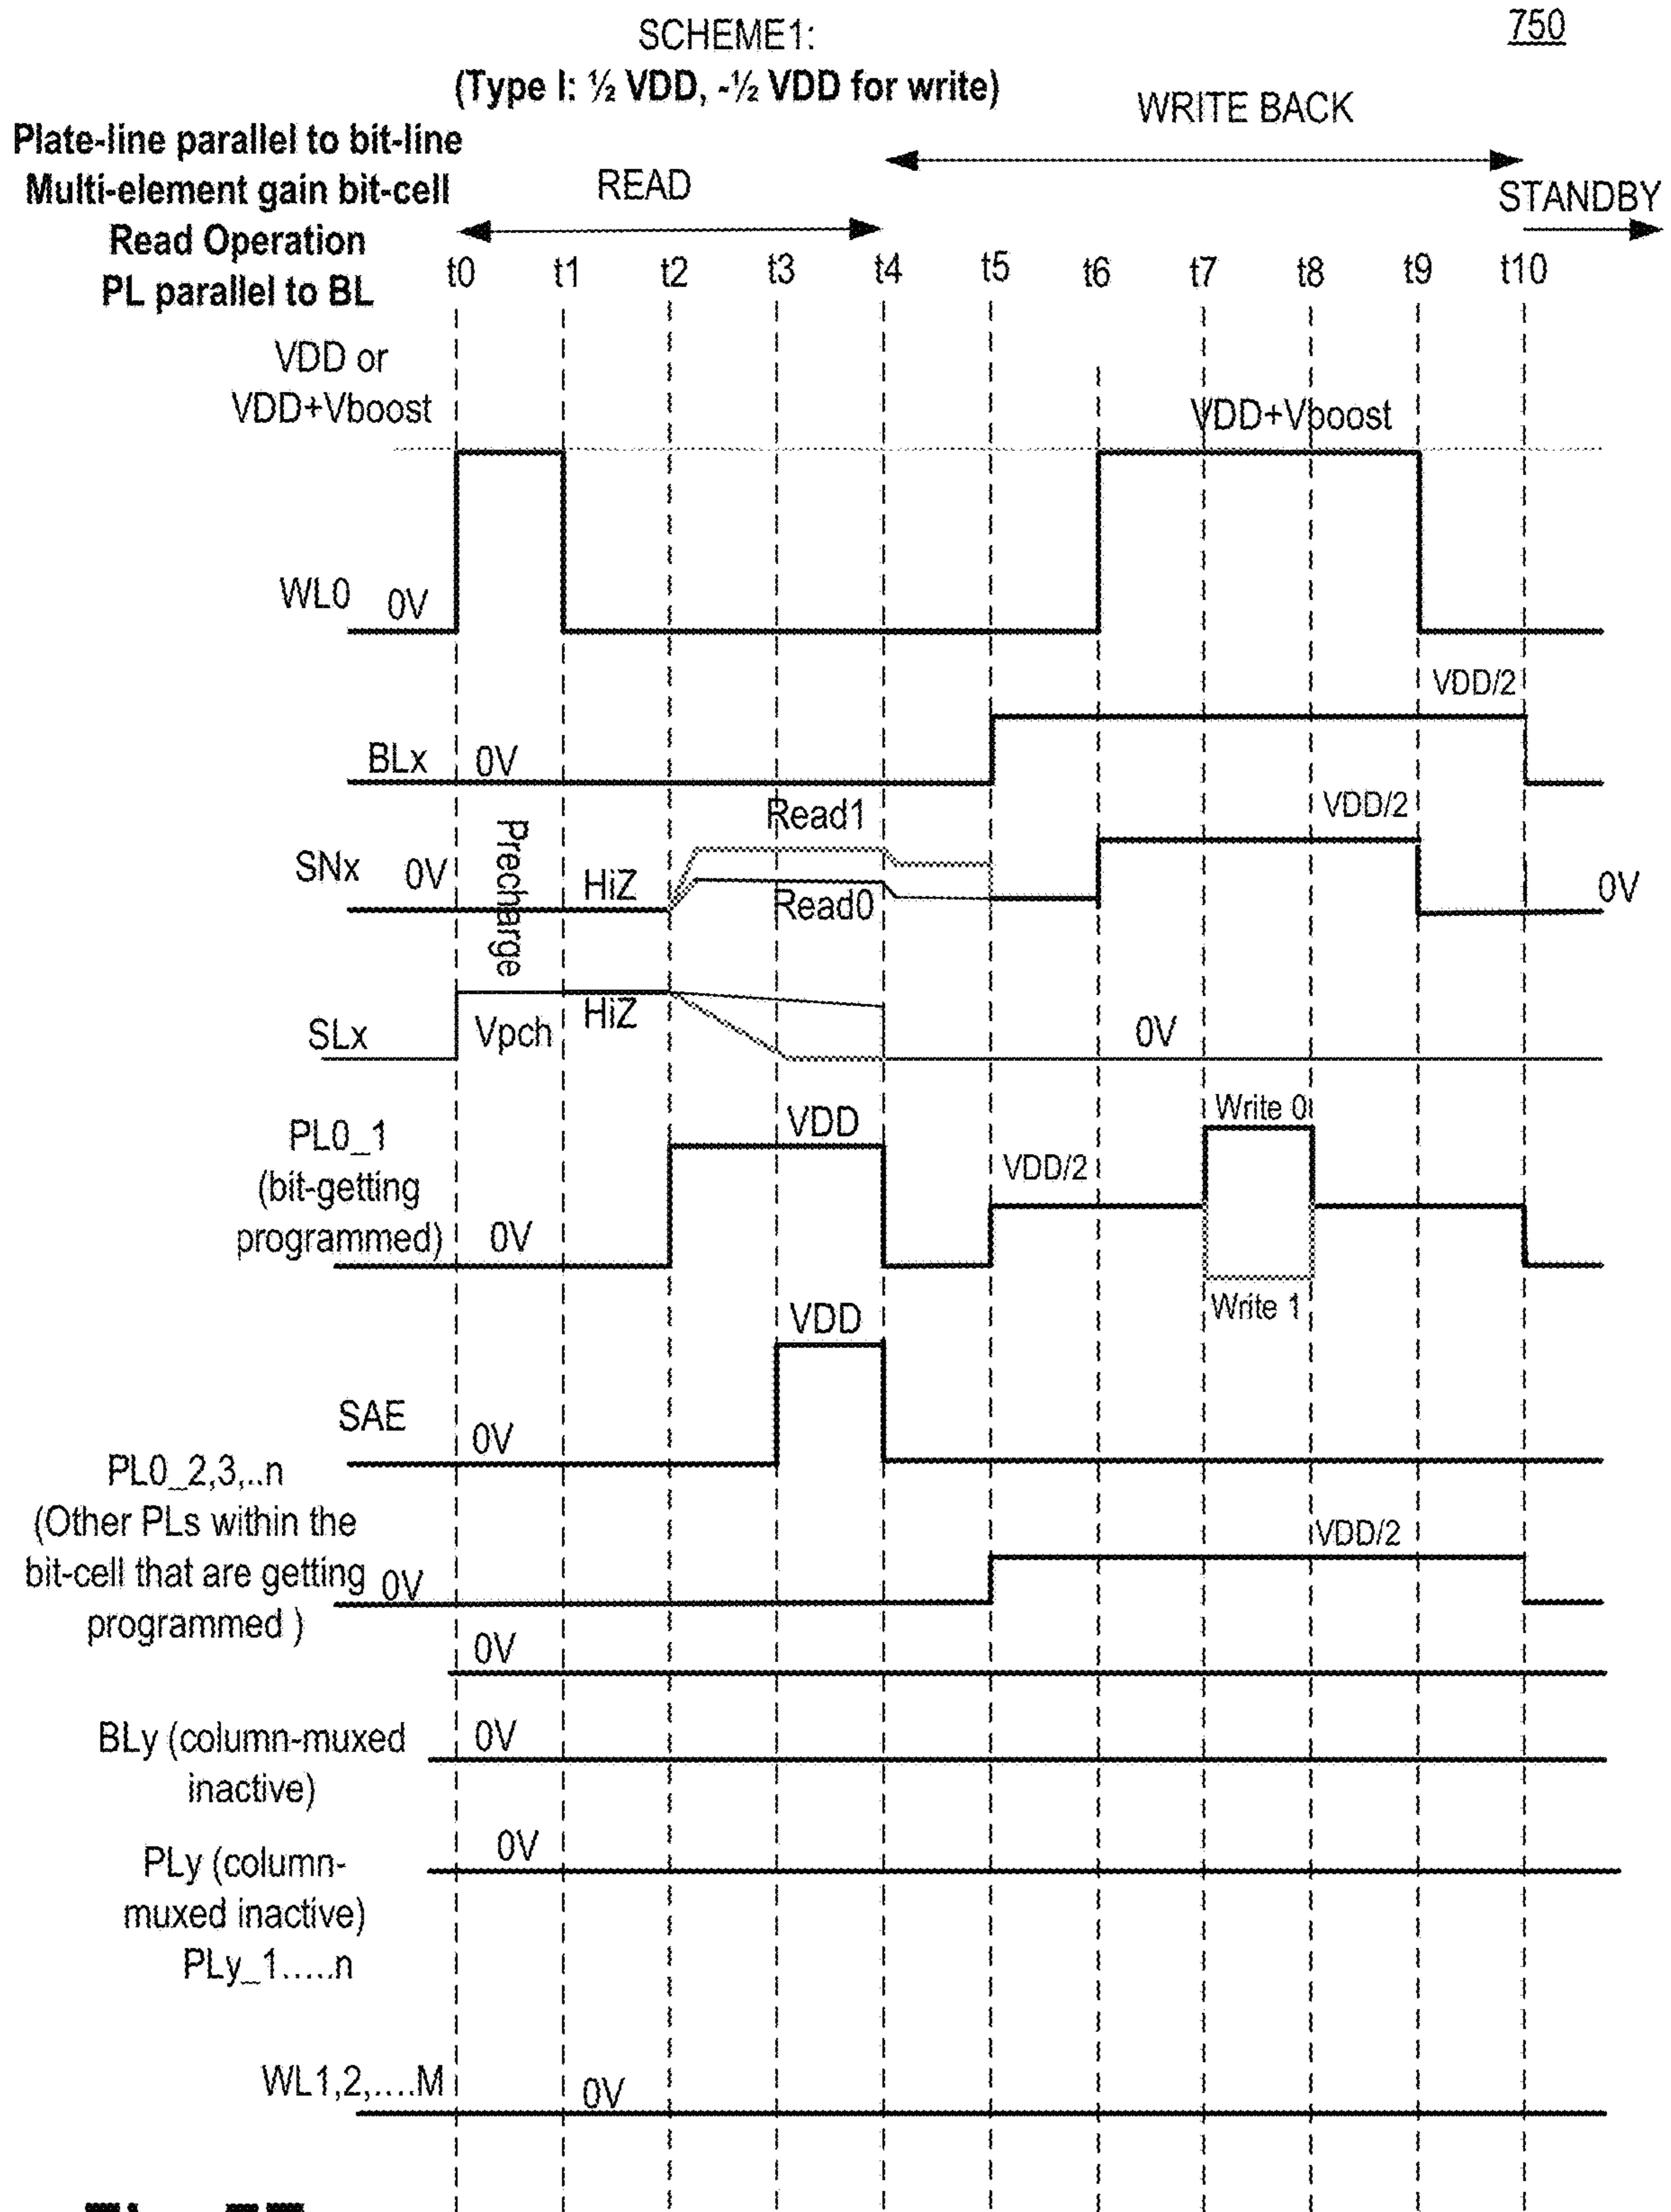 750
SCHEME1:
(Type I: ½ VDD, -½ VDD for write)
WRITE BACK
Plate-line parallel to bit-line
Multi-element gain bit-cell
Read Operation
PL parallel to BL
READ
STANDBY
t0 t1 t2 t3 t4 t5 t6 t7 t8 t9 t10
VDD or
VDD+Vboost
VDD+Vboost
WL0 0V
VDD/2
BLx 0V
Read1
VDD/2
Precharge
SNx 0V HiZ
Read0
0V
SLx Vpch HiZ 0V
Write 0
VDD
PL0_1
(bit-getting
programmed)
VDD/2
0V
Write 1
VDD
SAE
0V
PL0_2,3,..n
(Other PLs within the
bit-cell that are getting
programmed )
VDD/2
0V
0V
BLy (column-muxed
inactive)
0V
0V
PLy (column-
muxed inactive)
PLy_1.....n
WL1,2,....M 0V